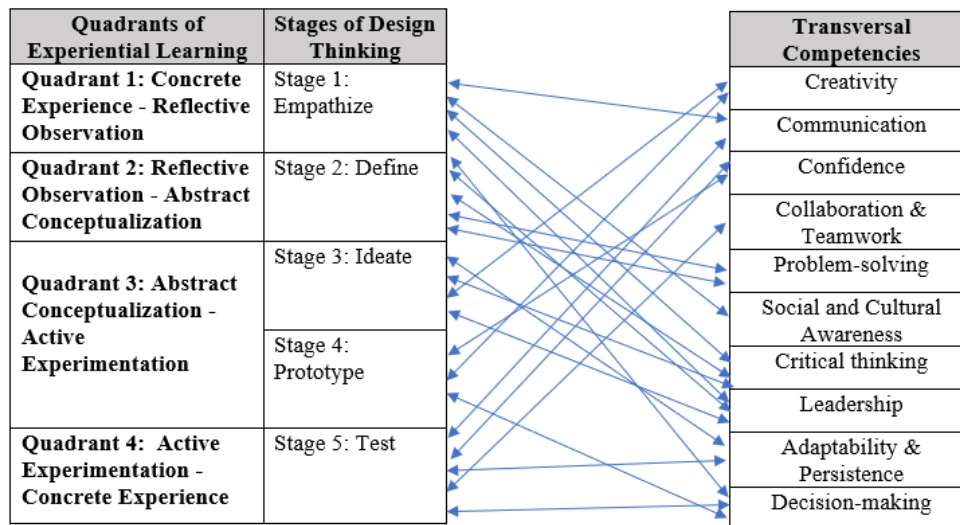 Quadrants of
Experiential Learning
Stages of Design
Thinking
Quadrant 1: Concrete
Experience - Reflective
Observation
Stage 1:
Empathize
Quadrant 2: Reflective
Observation - Abstract
Conceptualization
Stage 2: Define
Quadrant 3: Abstract
Conceptualization -
Active
Experimentation
Stage 3: Ideate
Stage 4:
Prototype
Quadrant 4:  Active
Experimentation -
Concrete Experience
Stage 5: Test
Transversal
Competencies
Creativity
Communication
Confidence
Collaboration &
Teamwork
Problem-solving
Social and Cultural
Awareness
Critical thinking
Leadership
Adaptability &
Persistence
Decision-making